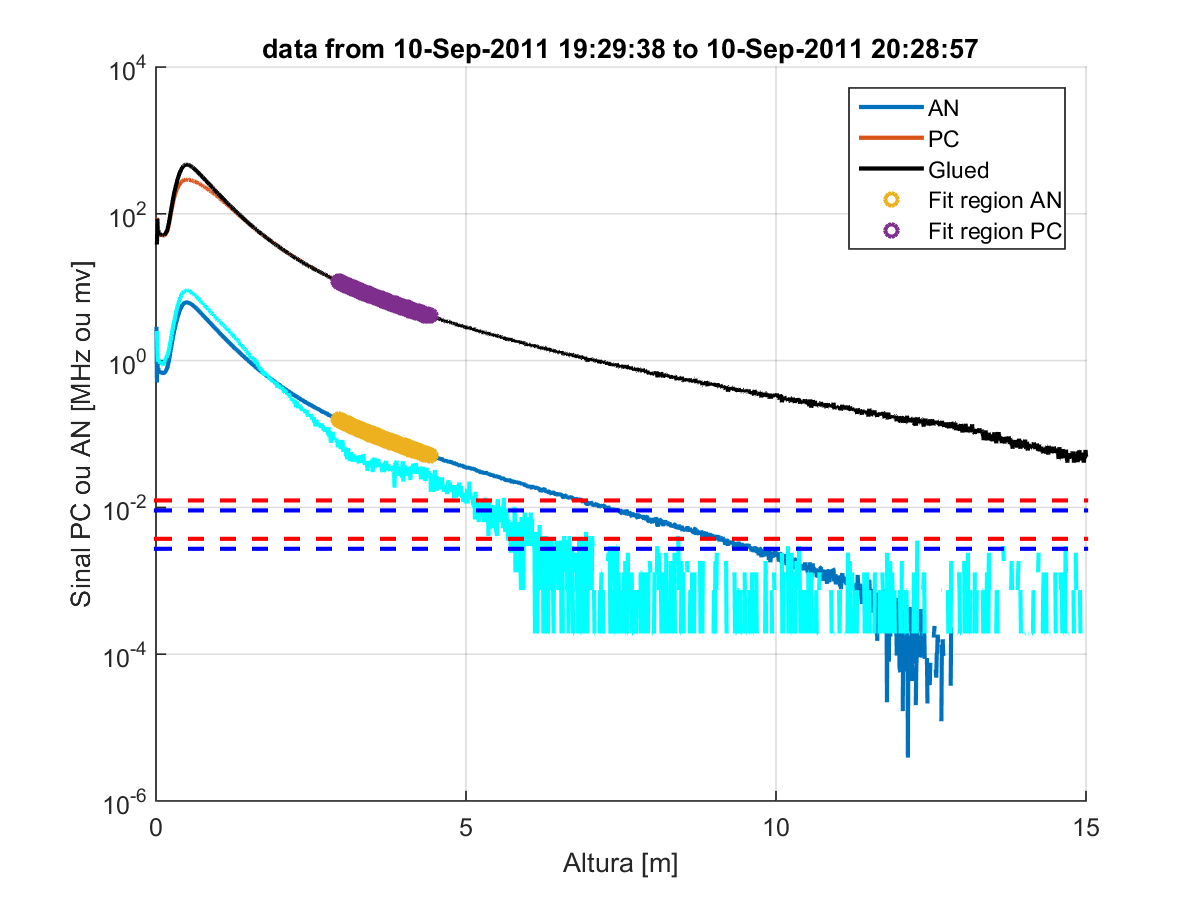 data from 10-Sep-2011 19:29:38 to 10-Sep-2011 20:28:57
10^4
10^2
10^0
10^-2
10^-4
10^-6
Sinal PC ou AN [MHz ou mv]
AN
PC
Glued
Fit region AN
Fit region PC
0
5
10
15
Altura [m]